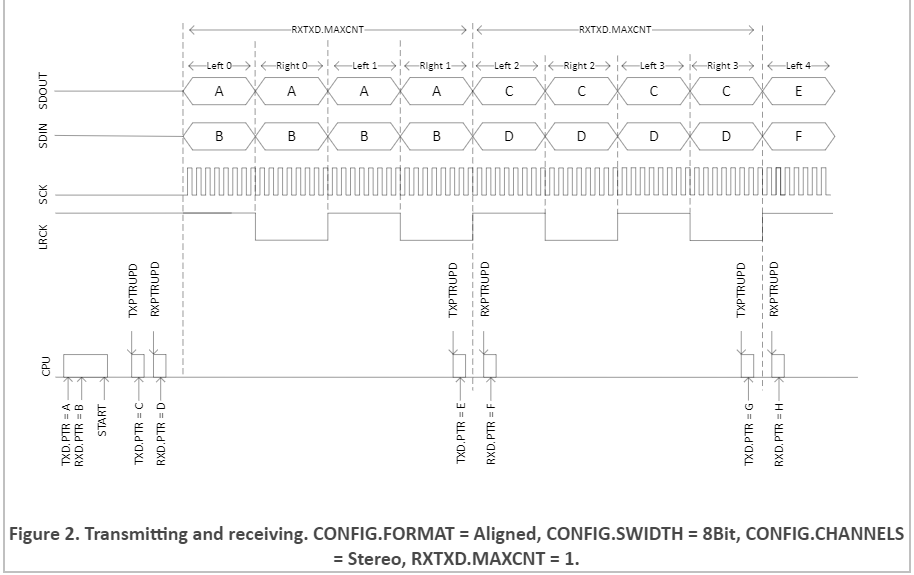 RXTXD.MAXCNT RXTXD.MAXCNT
Left 0 Right 0 Left 1 Right 1 Left 2 Right 2 Left 3 Right 3 Left 4
SDOUT A A A A C C C C E
SDIN B B B B D D D D F
SCK
LRCK
TXPTRUPD RXPTRUPD TXPTRUPD RXPTRUPD TXPTRUPD RXPTRUPD
CPU
TXD.PTR = A RXD.PTR = B START TXD.PTR = C RXD.PTR = D TXD.PTR = E RXD.PTR = F TXD.PTR = G RXD.PTR = H
Figure 2. Transmitting and receiving. CONFIG.FORMAT = Aligned, CONFIG.SWIDTH = 8Bit, CONFIG.CHANNELS
= Stereo, RXTXD.MAXCNT = 1.